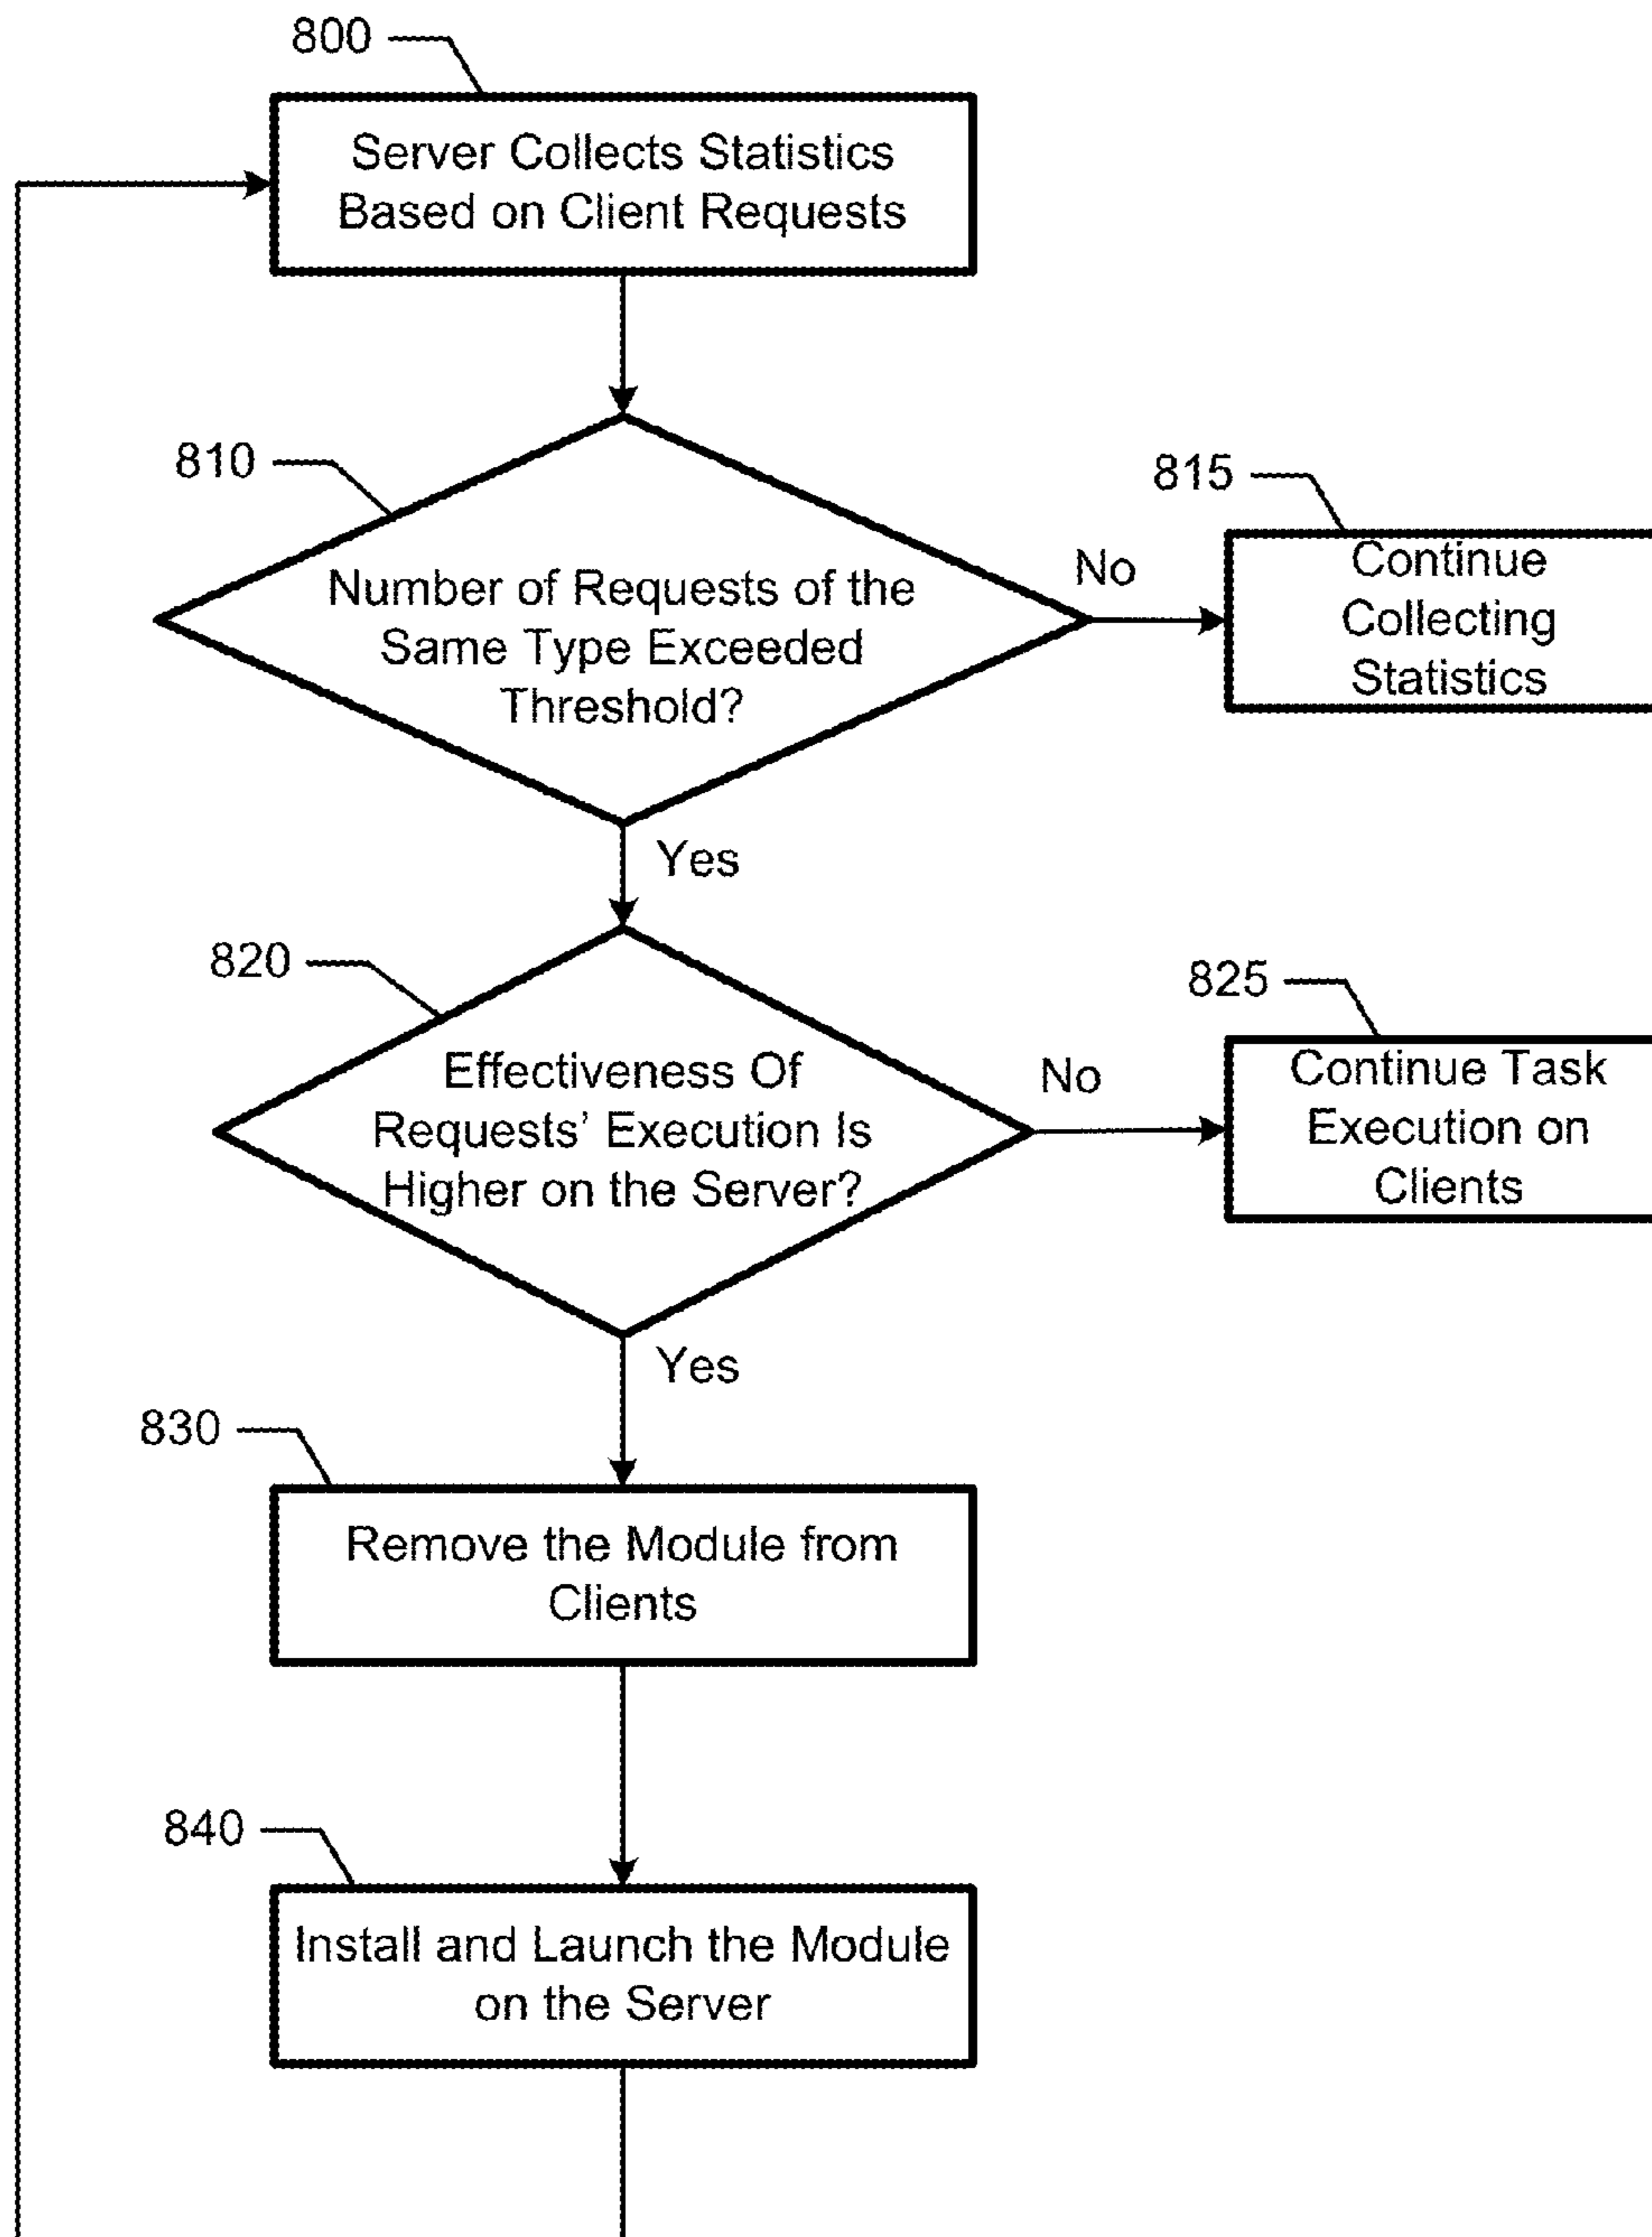 800
Server Collects Statistics
Based on Client Requests
810
Number of Requests of the
Same Type Exceeded
Threshold?
No
815
Continue
Collecting
Statistics
Yes
820
Effectiveness Of
Requests' Execution Is
Higher on the Server?
No
825
Continue Task
Execution on
Clients
Yes
830
Remove the Module from
Clients
840
Install and Launch the Module
on the Server